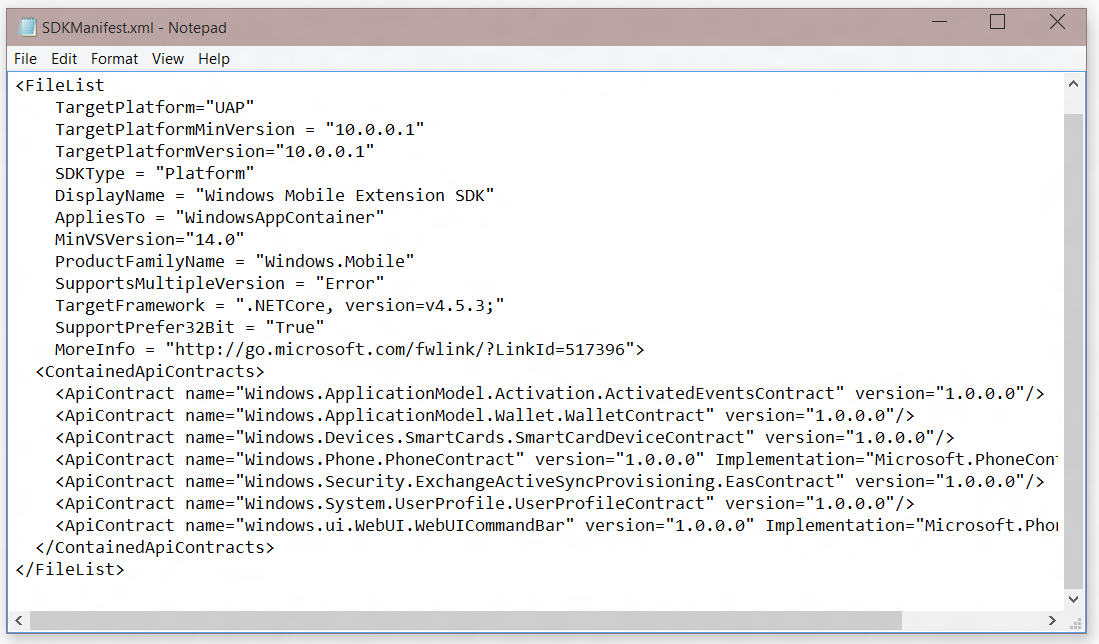 SDKManifest.xml - Notepad
File Edit Format View Help
<FileList
TargetPlatform="UAP"
TargetPlatformMinVersion = "10.0.0.1"
TargetPlatformVersion="10.0.0.1"
SDKType = "Platform"
DisplayName = "Windows Mobile Extension SDK"
AppliesTo = "WindowsAppContainer"
MinVSVersion="14.0"
ProductFamilyName = "Windows.Mobile"
SupportsMultipleVersion = "Error"
TargetFramework = ".NETCore, version=v4.5.3;"
SupportPrefer32Bit = "True"
MoreInfo = "http://go.microsoft.com/fwlink/?LinkId=517396">
<ContainedApiContracts>
<ApiContract name="Windows.ApplicationModel.Activation.ActivatedEventsContract" version="1.0.0.0"/>
<ApiContract name="Windows.ApplicationModel.Wallet.WalletContract" version="1.0.0.0"/>
<ApiContract name="Windows.Devices.SmartCards.SmartCardDeviceContract" version="1.0.0.0"/>
<ApiContract name="Windows.Phone.PhoneContract" version="1.0.0.0" Implementation="Microsoft.PhoneCon
<ApiContract name="Windows.Security.ExchangeActiveSyncProvisioning.EasContract" version="1.0.0.0"/>
<ApiContract name="Windows.System.UserProfile.UserProfileContract" version="1.0.0.0"/>
<ApiContract name="windows.ui.WebUI.WebUICommandBar" version="1.0.0.0" Implementation="Microsoft.Pho
</ContainedApiContracts>
</FileList>